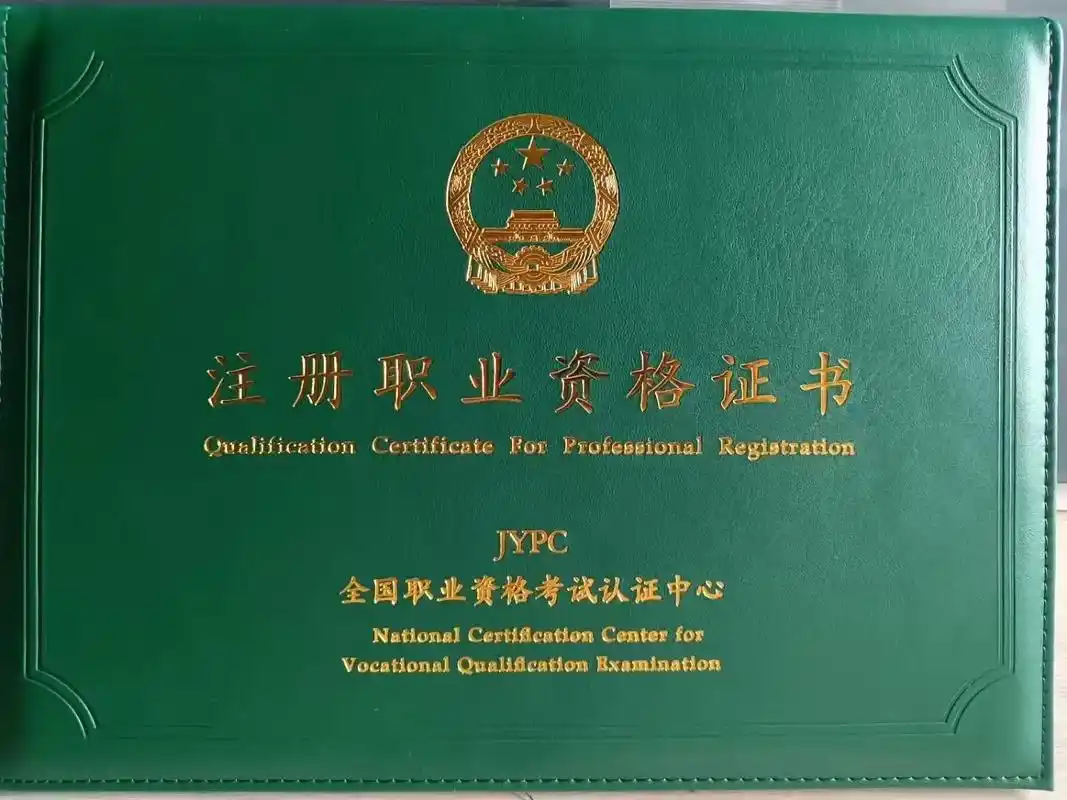 注册职业资格证书
Qualification Certificate For Professional Registration
JYPC
全国职业资格考试认证中心
National Certification Center for
Vocational Qualification Examination